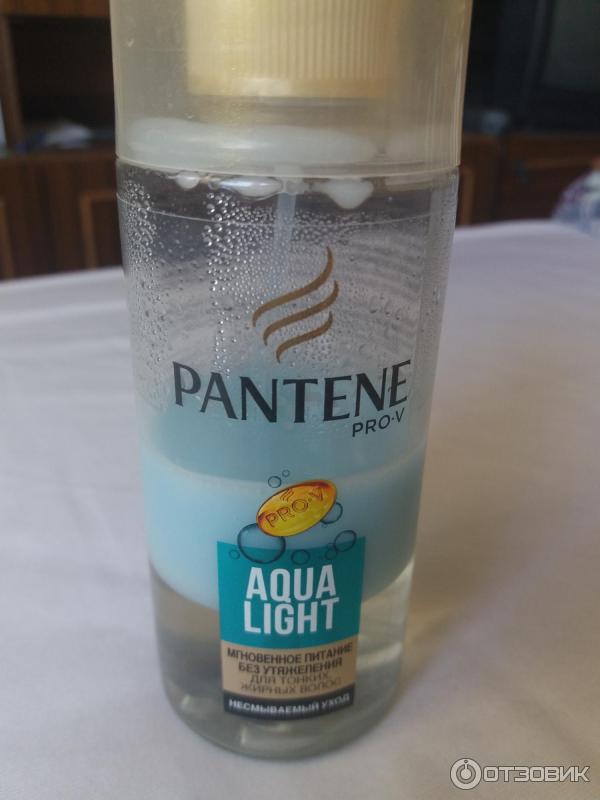 PANTENE
PRO-V
PRO-V
AQUA
LIGHT
МГНОВЕННОЕ ПИТАНИЕ
БЕЗ УТЯЖЕЛЕНИЯ
ДЛЯ ТОНКИХ,
ЖИРНЫХ ВОЛОС
НЕСМЫВАЕМЫЙ УХОД
ОТЗОВИК